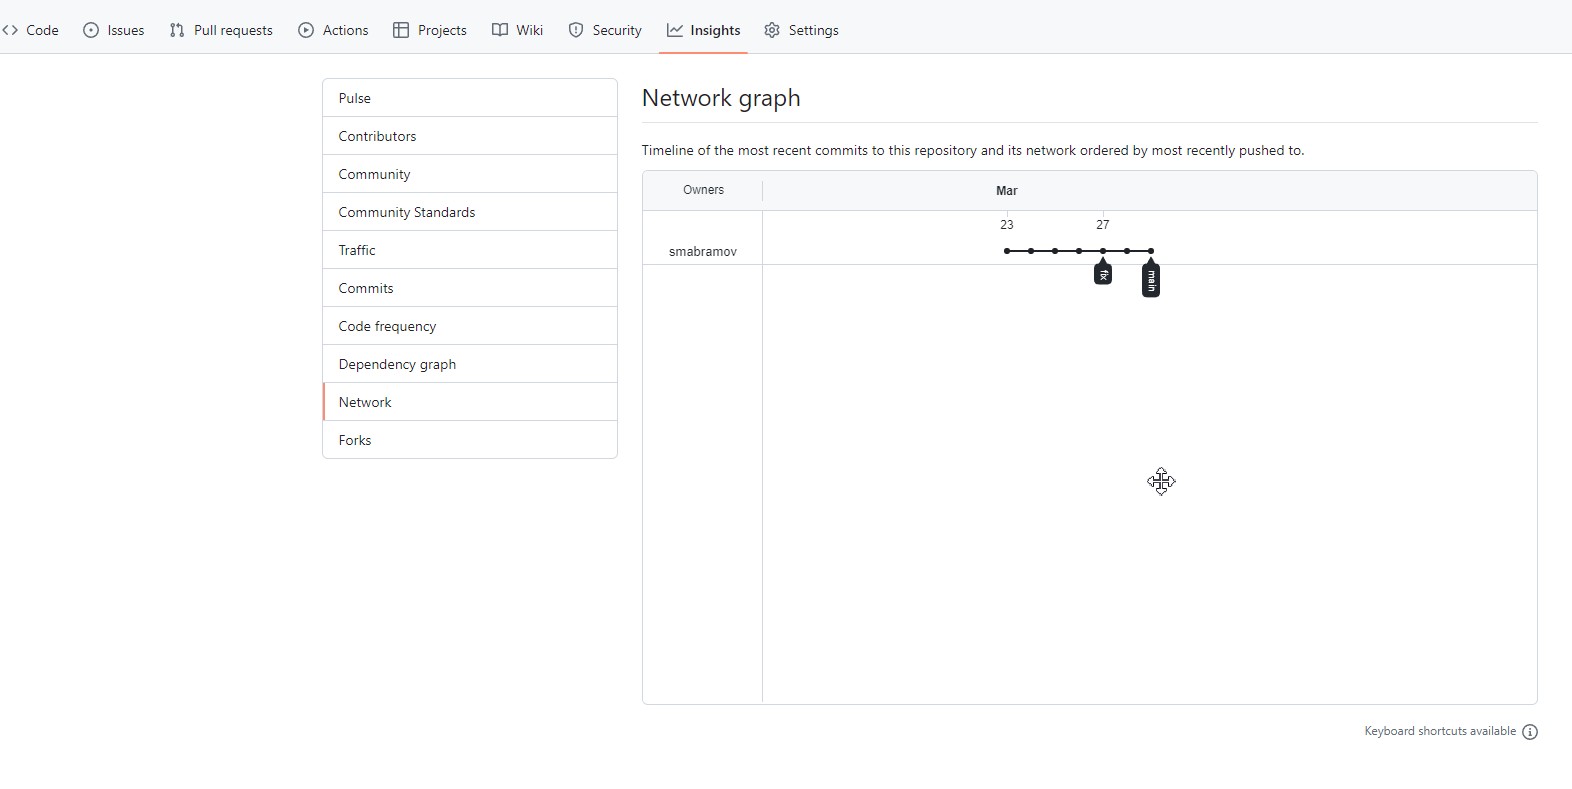 Code Issues Pull requests Actions Projects Wiki Security Insights Settings
Pulse
Contributors
Community
Community Standards
Traffic
Commits
Code frequency
Dependency graph
Network
Forks
Network graph
Timeline of the most recent commits to this repository and its network ordered by most recently pushed to.
Owners Mar
23 27
smabramov
fix
main
Keyboard shortcuts available